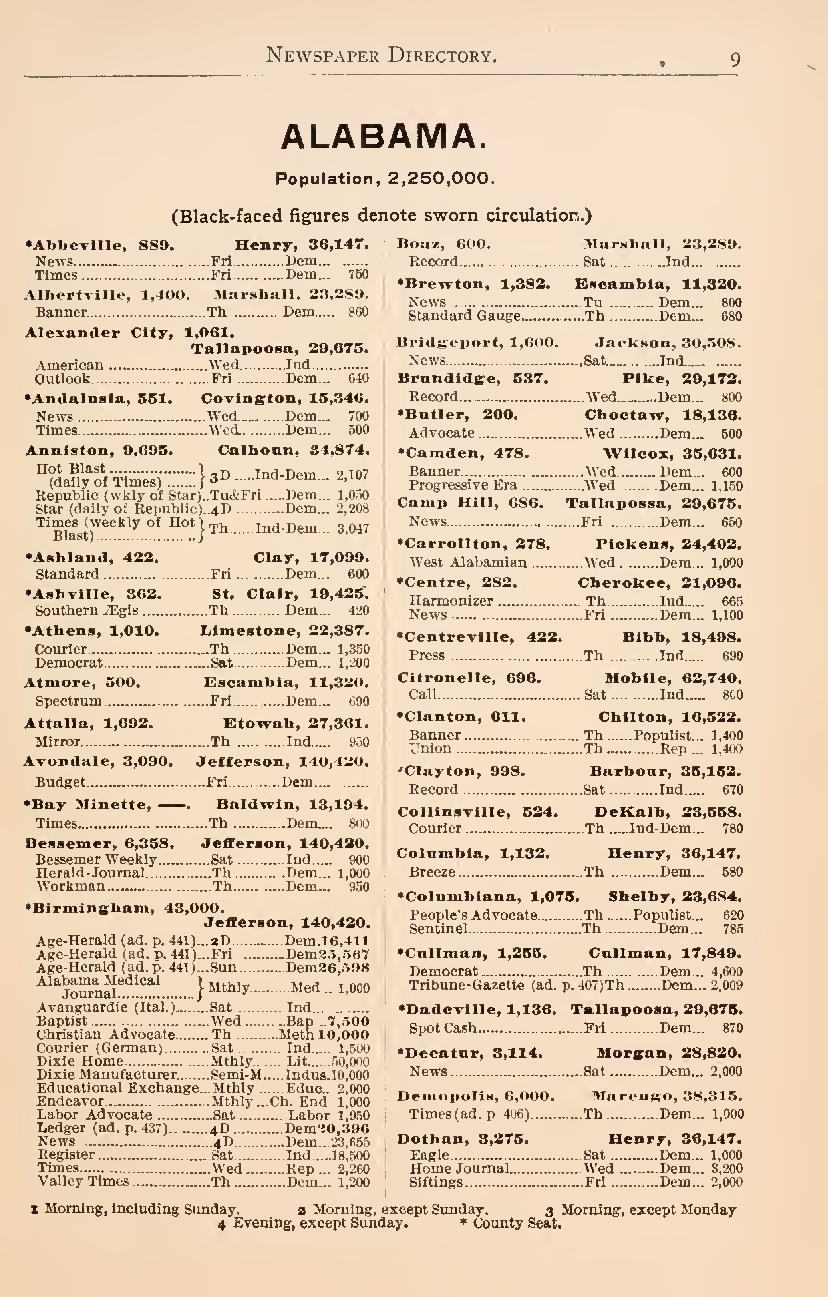 NEWSPAPER DIRECTORY. 9
ALABAMA.
Population, 2,250,000.
(Black-faced figures denote sworn circulation.)
*Abbeville, 889. Henry, 36,147.
News Fri Dem
Times Fri Dem 750
Albertville, 1,400. Marshall, 23,289.
Banner Th Dem 860
Alexander City, 1,061.
Tallapoosa, 29,675.
American Wed Ind
Outlook Fri Dem 640
*Andalusia, 551. Covington, 15,346.
News Wed Dem 700
Times Wed Dem 500
Anniston, 9,695. Calhoun, 34,874.
Hot Blast (daily of Times) 3D Ind-Dem 2,107
Republic (wkly of Star) Tu&Fri Dem 1,050
Star (daily of Republic) 4D Dem 2,208
Times (weekly of Hot Blast) Th Ind-Dem 3,047
*Ashland, 422. Clay, 17,099.
Standard Fri Dem 600
*Ashville, 362. St. Clair, 19,425.
Southern Ægis Th Dem 420
*Athens, 1,010. Limestone, 22,387.
Courier Th Dem 1,350
Democrat Sat Dem 1,200
Atmore, 500. Escambia, 11,320.
Spectrum Fri Dem 690
Attalla, 1,692. Etowah, 27,361.
Mirror Th Ind 950
Avondale, 3,090. Jefferson, 140,420.
Budget Fri Dem
*Bay Minette, ——. Baldwin, 13,194.
Times Th Dem 800
Bessemer, 6,358. Jefferson, 140,420.
Bessemer Weekly Sat Ind 900
Herald-Journal Th Dem 1,000
Workman Th Dem 950
*Birmingham, 43,000.
Jefferson, 140,420.
Age-Herald (ad. p. 441) 2D Dem. 16,411
Age-Herald (ad. p. 441) Fri Dem 25,567
Age-Herald (ad. p. 441) Sun Dem 26,598
Alabama Medical Journal Mthly Med 1,000
Avanguardie (Ital.) Sat Ind
Baptist Wed Bap 7,500
Christian Advocate Th Meth 10,000
Courier (German) Sat Ind 1,500
Dixie Home Mthly Lit 50,000
Dixie Manufacturer Semi-M Indus. 10,000
Educational Exchange Mthly Educ 2,000
Endeavor Mthly Ch. End 1,000
Labor Advocate Sat Labor 1,950
Ledger (ad. p. 437) 4D Dem 20,396
News 4D Dem 23,655
Register Sat Ind 18,500
Times Wed Rep 2,260
Valley Times Th Dem 1,200
Boaz, 600. Marshall, 23,289.
Record Sat Ind
*Brewton, 1,382. Escambia, 11,320.
News Tu Dem 800
Standard Gauge Th Dem 680
Bridgeport, 1,600. Jackson, 30,508.
News Sat Ind
Brundidge, 537. Pike, 29,172.
Record Wed Dem 800
*Butler, 200. Choctaw, 18,136.
Advocate Wed Dem 500
*Camden, 478. Wilcox, 35,631.
Banner Wed Dem 600
Progressive Era Wed Dem 1,150
Camp Hill, 686. Tallapossa, 29,675.
News Fri Dem 650
*Carrollton, 278. Pickens, 24,402.
West Alabamian Wed Dem 1,000
*Centre, 282. Cherokee, 21,096.
Harmonizer Th Ind 665
News Fri Dem 1,100
*Centreville, 422. Bibb, 18,498.
Press Th Ind 690
Citronelle, 696. Mobile, 62,740.
Call Sat Ind 800
*Clanton, 611. Chilton, 16,522.
Banner Th Populist 1,400
Union Th Rep 1,400
*Clayton, 998. Barbour, 35,152.
Record Sat Ind 670
Collinsville, 524. DeKalb, 23,558.
Courier Th Ind-Dem 780
Columbia, 1,132. Henry, 36,147.
Breeze Th Dem 580
*Columbiana, 1,075. Shelby, 23,684.
People's Advocate Th Populist 620
Sentinel Th Dem 785
*Cullman, 1,255. Cullman, 17,849.
Democrat Th Dem 4,600
Tribune-Gazette (ad. p. 407) Th Dem 2,009
*Dadeville, 1,136. Tallapoosa, 29,675.
Spot Cash Fri Dem 870
*Decatur, 3,114. Morgan, 28,820.
News Sat Dem 2,000
Demopolis, 6,000. Marengo, 38,315.
Times (ad. p 406) Th Dem 1,000
Dothan, 3,275. Henry, 36,147.
Eagle Sat Dem 1,000
Home Journal Wed Dem 3,200
Siftings Fri Dem 2,000
1 Morning, including Sunday. 2 Morning, except Sunday. 3 Morning, except Monday
4 Evening, except Sunday. * County Seat.